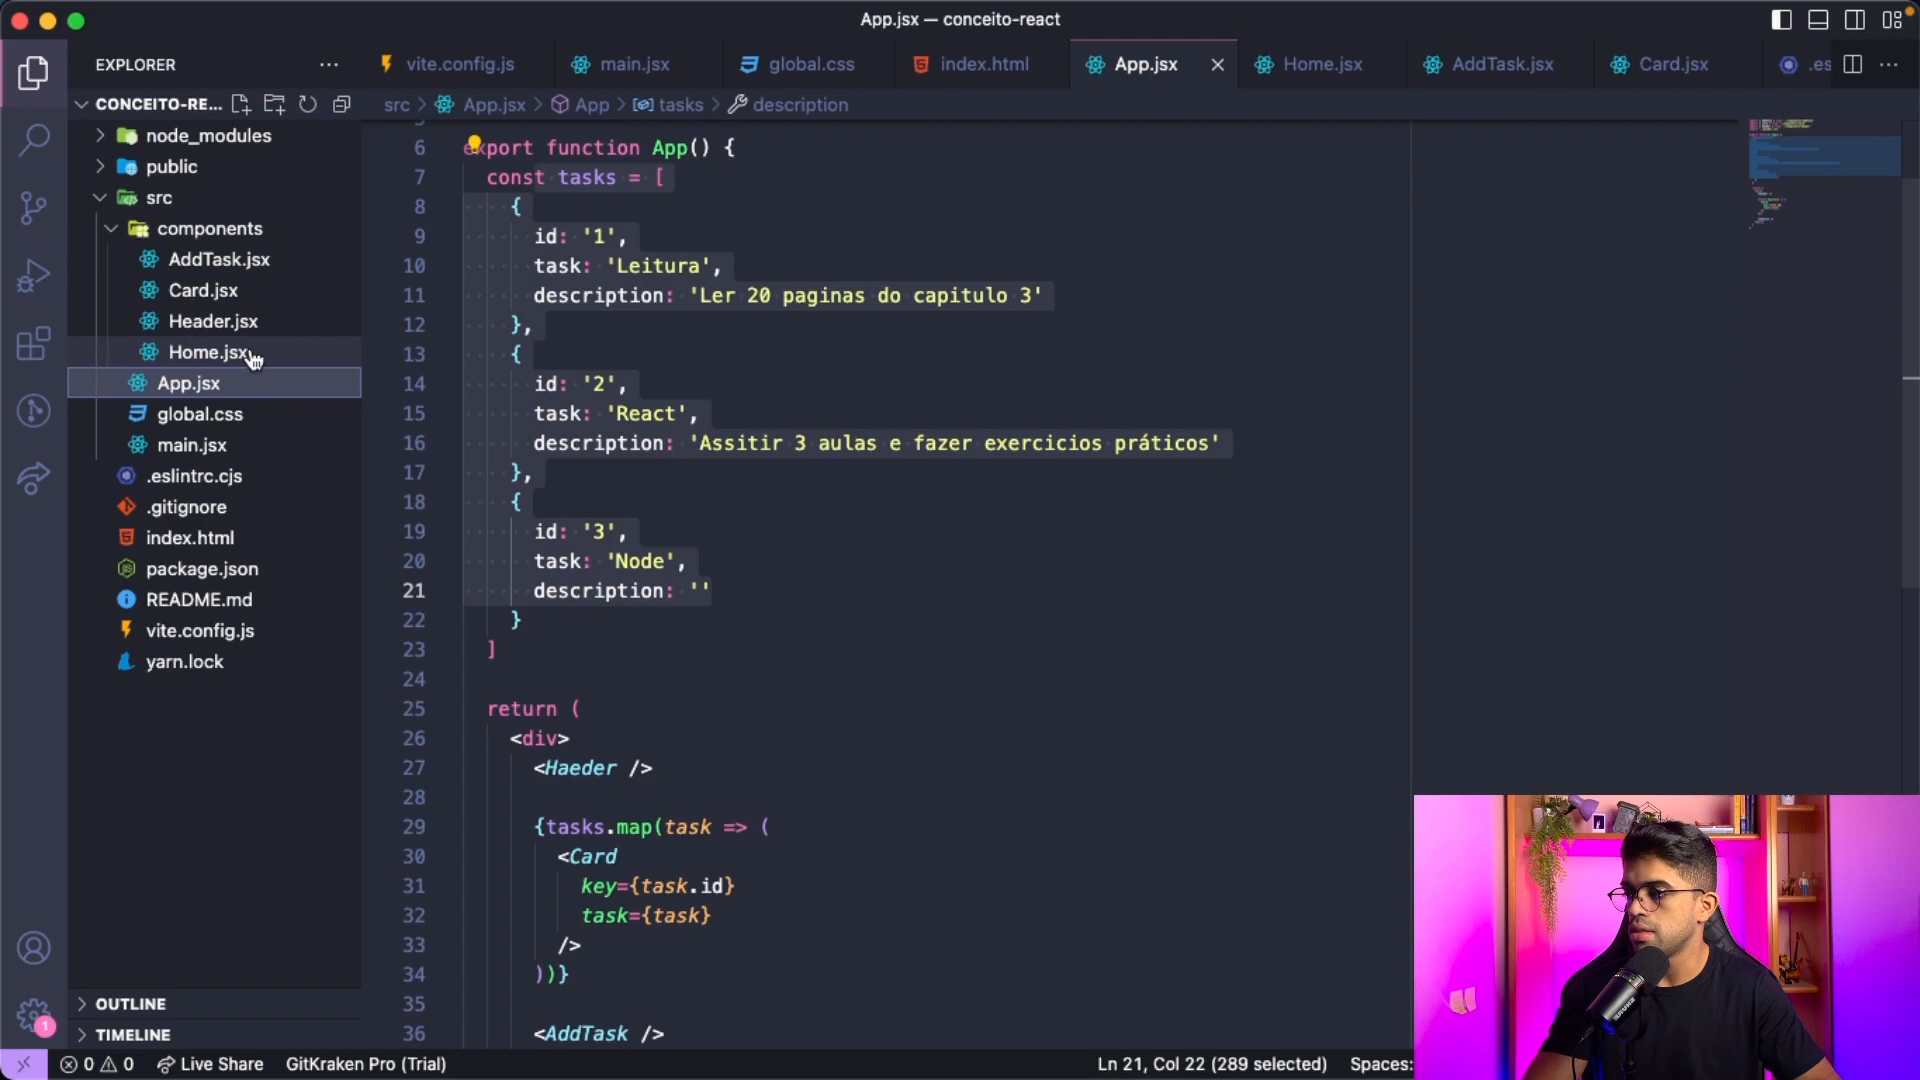 App.jsx — conceito-react
EXPLORER
vite.config.js
main.jsx
global.css
index.html
App.jsx
Home.jsx
AddTask.jsx
Card.jsx
.es
CONCEITO-RE...
src > App.jsx > App > tasks > description
node_modules
public
src
components
AddTask.jsx
Card.jsx
Header.jsx
Home.jsx
App.jsx
global.css
main.jsx
.eslintrc.cjs
.gitignore
index.html
package.json
README.md
vite.config.js
yarn.lock
OUTLINE
TIMELINE
6 export function App() {
7 const tasks = [
8 {
9 id: '1',
10 task: 'Leitura',
11 description: 'Ler 20 paginas do capitulo 3'
12 },
13 {
14 id: '2',
15 task: 'React',
16 description: 'Assitir 3 aulas e fazer exercicios práticos'
17 },
18 {
19 id: '3',
20 task: 'Node',
21 description: ''
22 }
23 ]
24
25 return (
26 <div>
27 <Haeder />
28
29 {tasks.map(task => (
30 <Card
31 key={task.id}
32 task={task}
33 />
34 ))}
35
36 <AddTask />
1
0 0 Live Share GitKraken Pro (Trial) Ln 21, Col 22 (289 selected) Spaces: